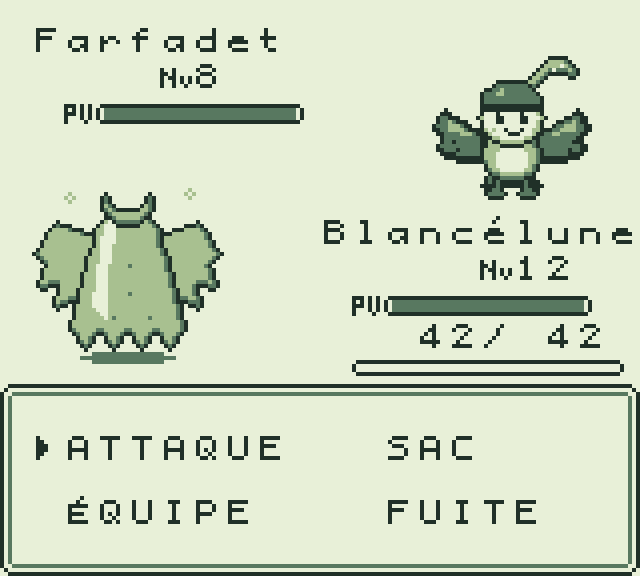 Farfadet
Nv8
PV
Blancélune
Nv12
PV
42/ 42
ATTAQUE SAC
ÉQUIPE FUITE